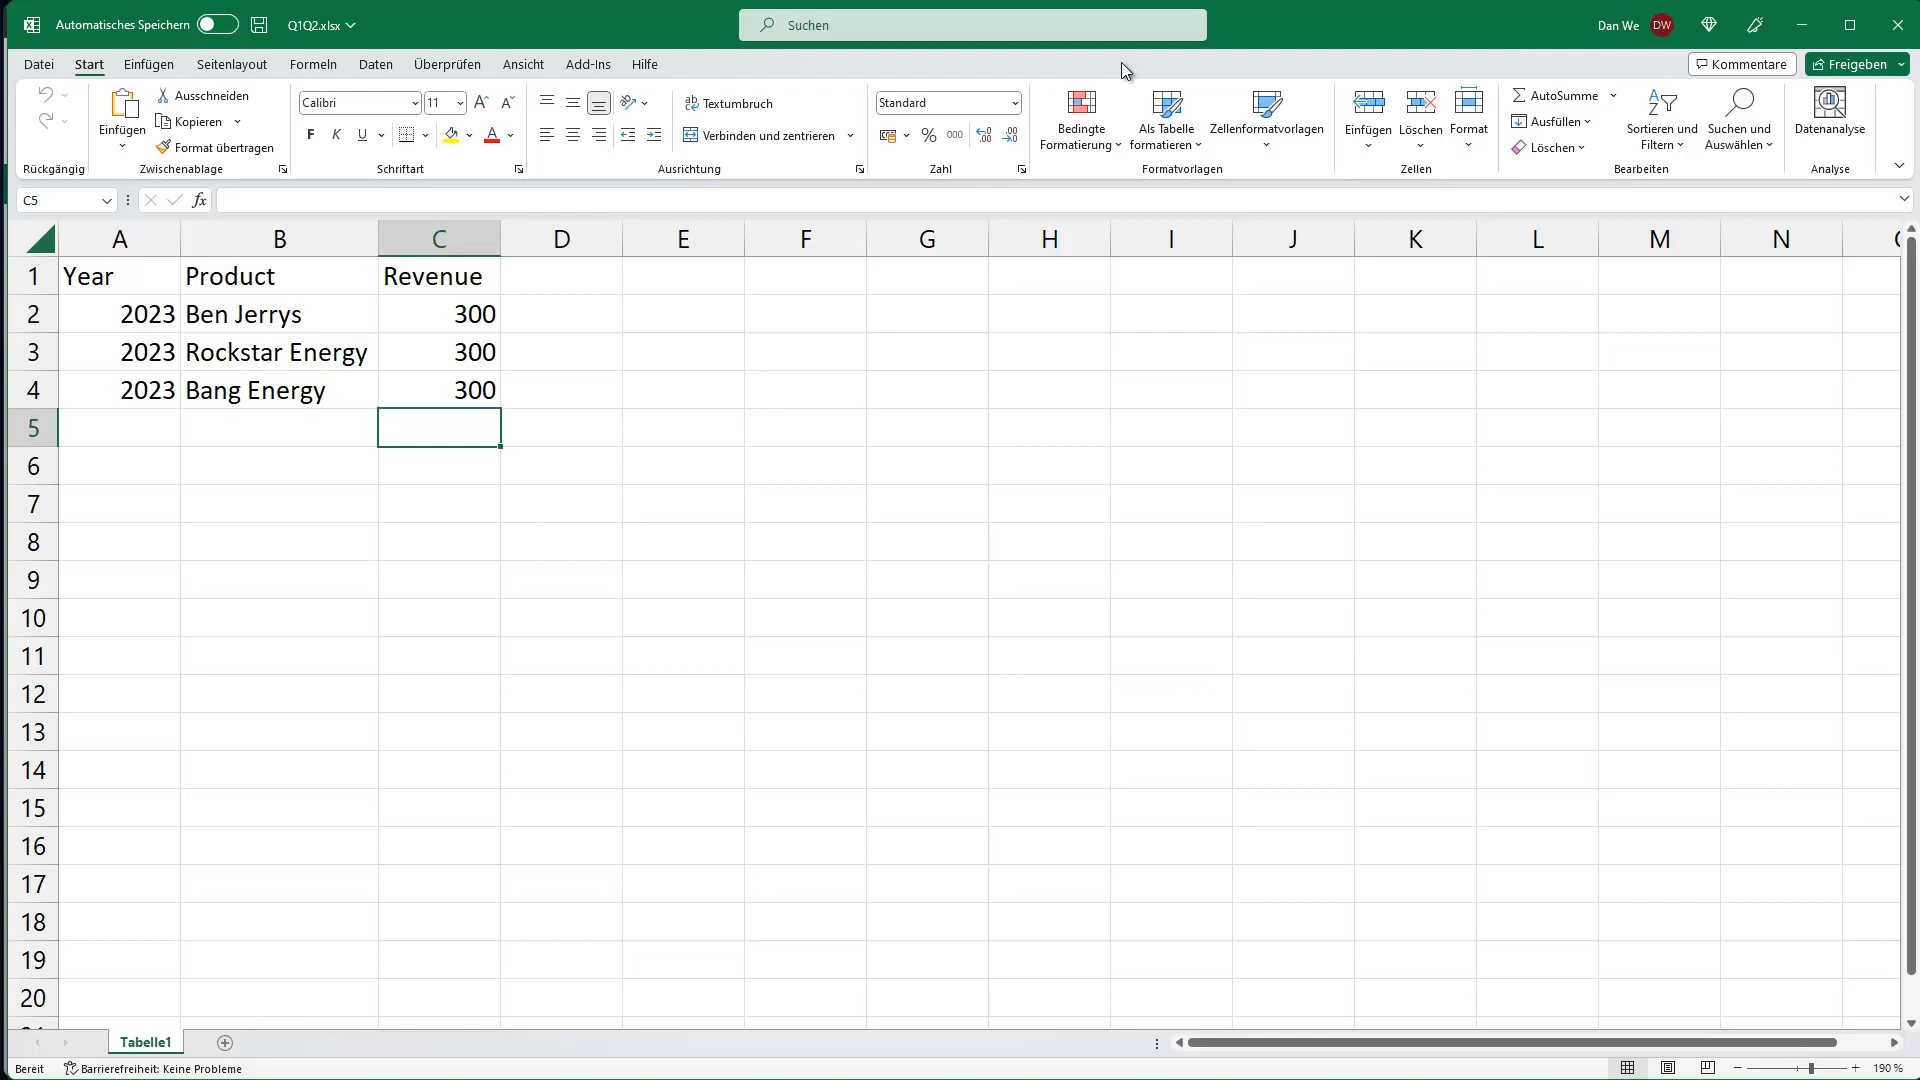 Automatisches Speichern Q1Q2.xlsx Suchen Dan We DW
Datei Start Einfügen Seitenlayout Formeln Daten Überprüfen Ansicht Add-Ins Hilfe Kommentare Freigeben
Ausschneiden
Kopieren
Format übertragen
Einfügen
Calibri 11
F K U
Textumbruch
Verbinden und zentrieren
Standard
% 000
Bedingte Formatierung
Als Tabelle formatieren
Zellenformatvorlagen
Einfügen Löschen Format
AutoSumme
Ausfüllen
Löschen
Sortieren und Filtern
Suchen und Auswählen
Datenanalyse
Rückgängig Zwischenablage Schriftart Ausrichtung Zahl Formatvorlagen Zellen Bearbeiten Analyse
C5 fx
A B C D E F G H I J K L M N
1 Year Product Revenue
2 2023 Ben Jerrys 300
3 2023 Rockstar Energy 300
4 2023 Bang Energy 300
5
6
7
8
9
10
11
12
13
14
15
16
17
18
19
20
Tabelle1
Bereit Barrierefreiheit: Keine Probleme 190 %